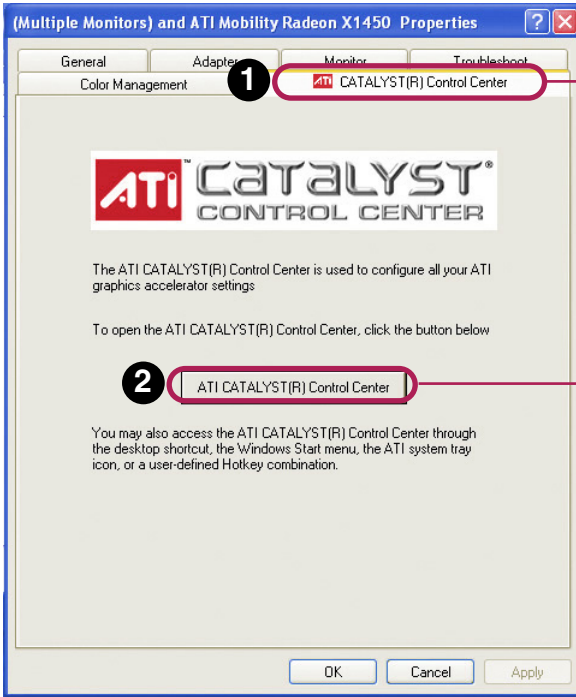 (Multiple Monitors) and ATI Mobility Radeon X1450 Properties
General Adapter Monitor Troubleshoot
Color Management 1 ATI CATALYST(R) Control Center
ATI™ CATALYST®
CONTROL CENTER
The ATI CATALYST(R) Control Center is used to configure all your ATI
graphics accelerator settings
To open the ATI CATALYST(R) Control Center, click the button below
2 ATI CATALYST(R) Control Center
You may also access the ATI CATALYST(R) Control Center through
the desktop shortcut, the Windows Start menu, the ATI system tray
icon, or a user-defined Hotkey combination.
OK Cancel Apply